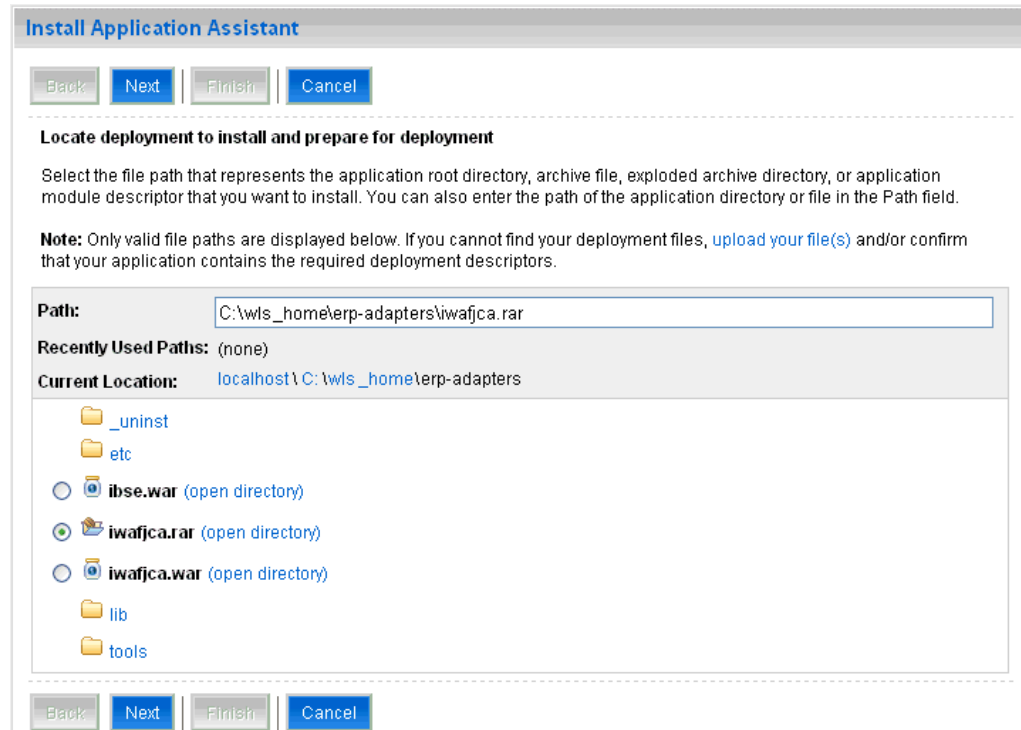 Install Application Assistant
Back Next Finish Cancel
Locate deployment to install and prepare for deployment
Select the file path that represents the application root directory, archive file, exploded archive directory, or application
module descriptor that you want to install. You can also enter the path of the application directory or file in the Path field.
Note: Only valid file paths are displayed below. If you cannot find your deployment files, upload your file(s) and/or confirm
that your application contains the required deployment descriptors.
Path: C:\wls_home\erp-adapters\iwafjca.rar
Recently Used Paths: (none)
Current Location: localhost \ C: \wls_home\erp-adapters
_uninst
etc
ibse.war (open directory)
iwafjca.rar (open directory)
iwafjca.war (open directory)
lib
tools
Back Next Finish Cancel